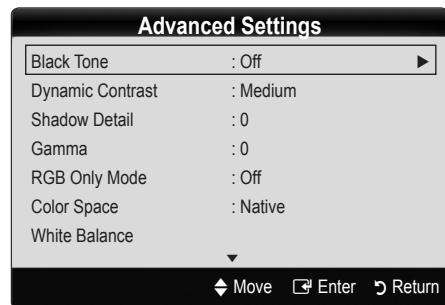 Advanced Settings
Black Tone : Off ►
Dynamic Contrast : Medium
Shadow Detail : 0
Gamma : 0
RGB Only Mode : Off
Color Space : Native
White Balance
▼
Move Enter Return